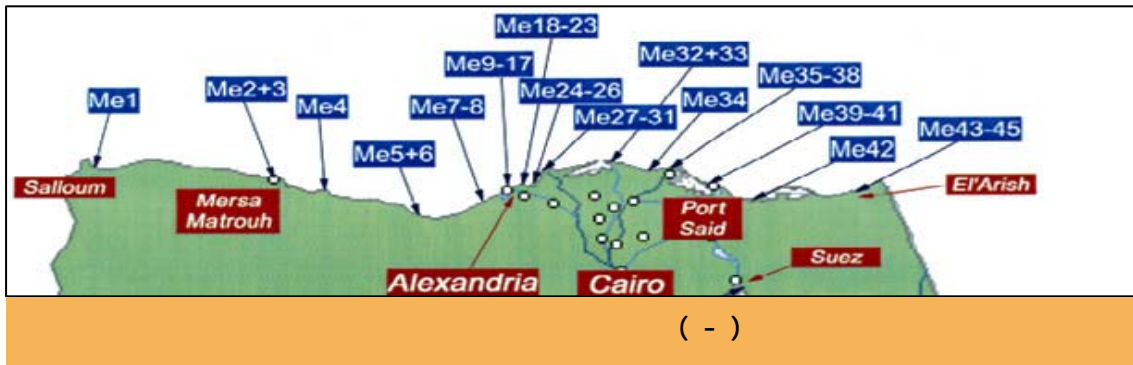 Me18-23
Me32+33
Me9-17
Me35-38
Me1
Me2+3
Me4
Me7-8
Me24-26
Me34
Me27-31
Me39-41
Me5+6
Me42
Me43-45
Salloum
Mersa
Matrouh
Port
Said
El'Arish
Suez
Alexandria
Cairo
( - )